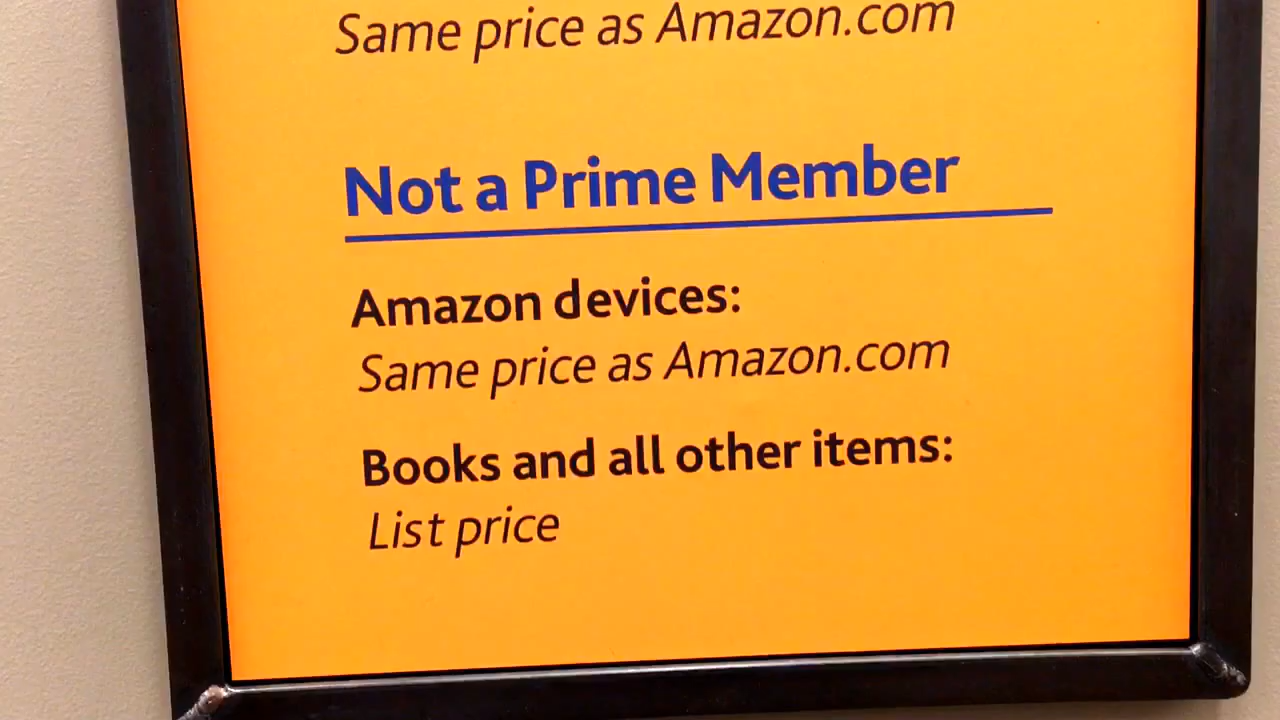 Same price as Amazon.com
Not a Prime Member
Amazon devices:
Same price as Amazon.com
Books and all other items:
List price